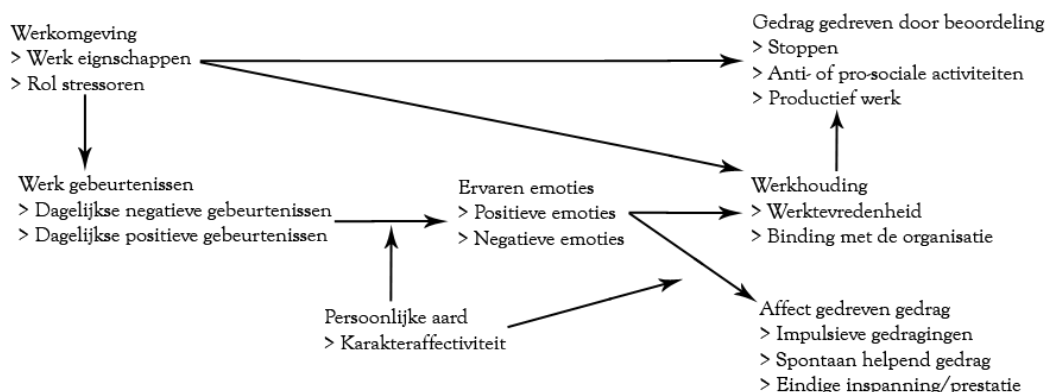 Werkomgeving
> Werk eignschappen
> Rol stressoren
Gedrag gedreven door beoordeling
> Stoppen
> Anti- of pro-sociale activiteiten
> Productief werk
Werk gebeurtenissen
> Dagelijkse negatieve gebeurtenissen
> Dagelijkse positieve gebeurtenissen
Ervaren emoties
> Positieve emoties
> Negatieve emoties
Werkhouding
> Werktevredenheid
> Binding met de organisatie
Persoonlijke aard
> Karakteraffectiviteit
Affect gedreven gedrag
> Impulsieve gedragingen
> Spontaan helpend gedrag
> Eindige inspanning/prestatie